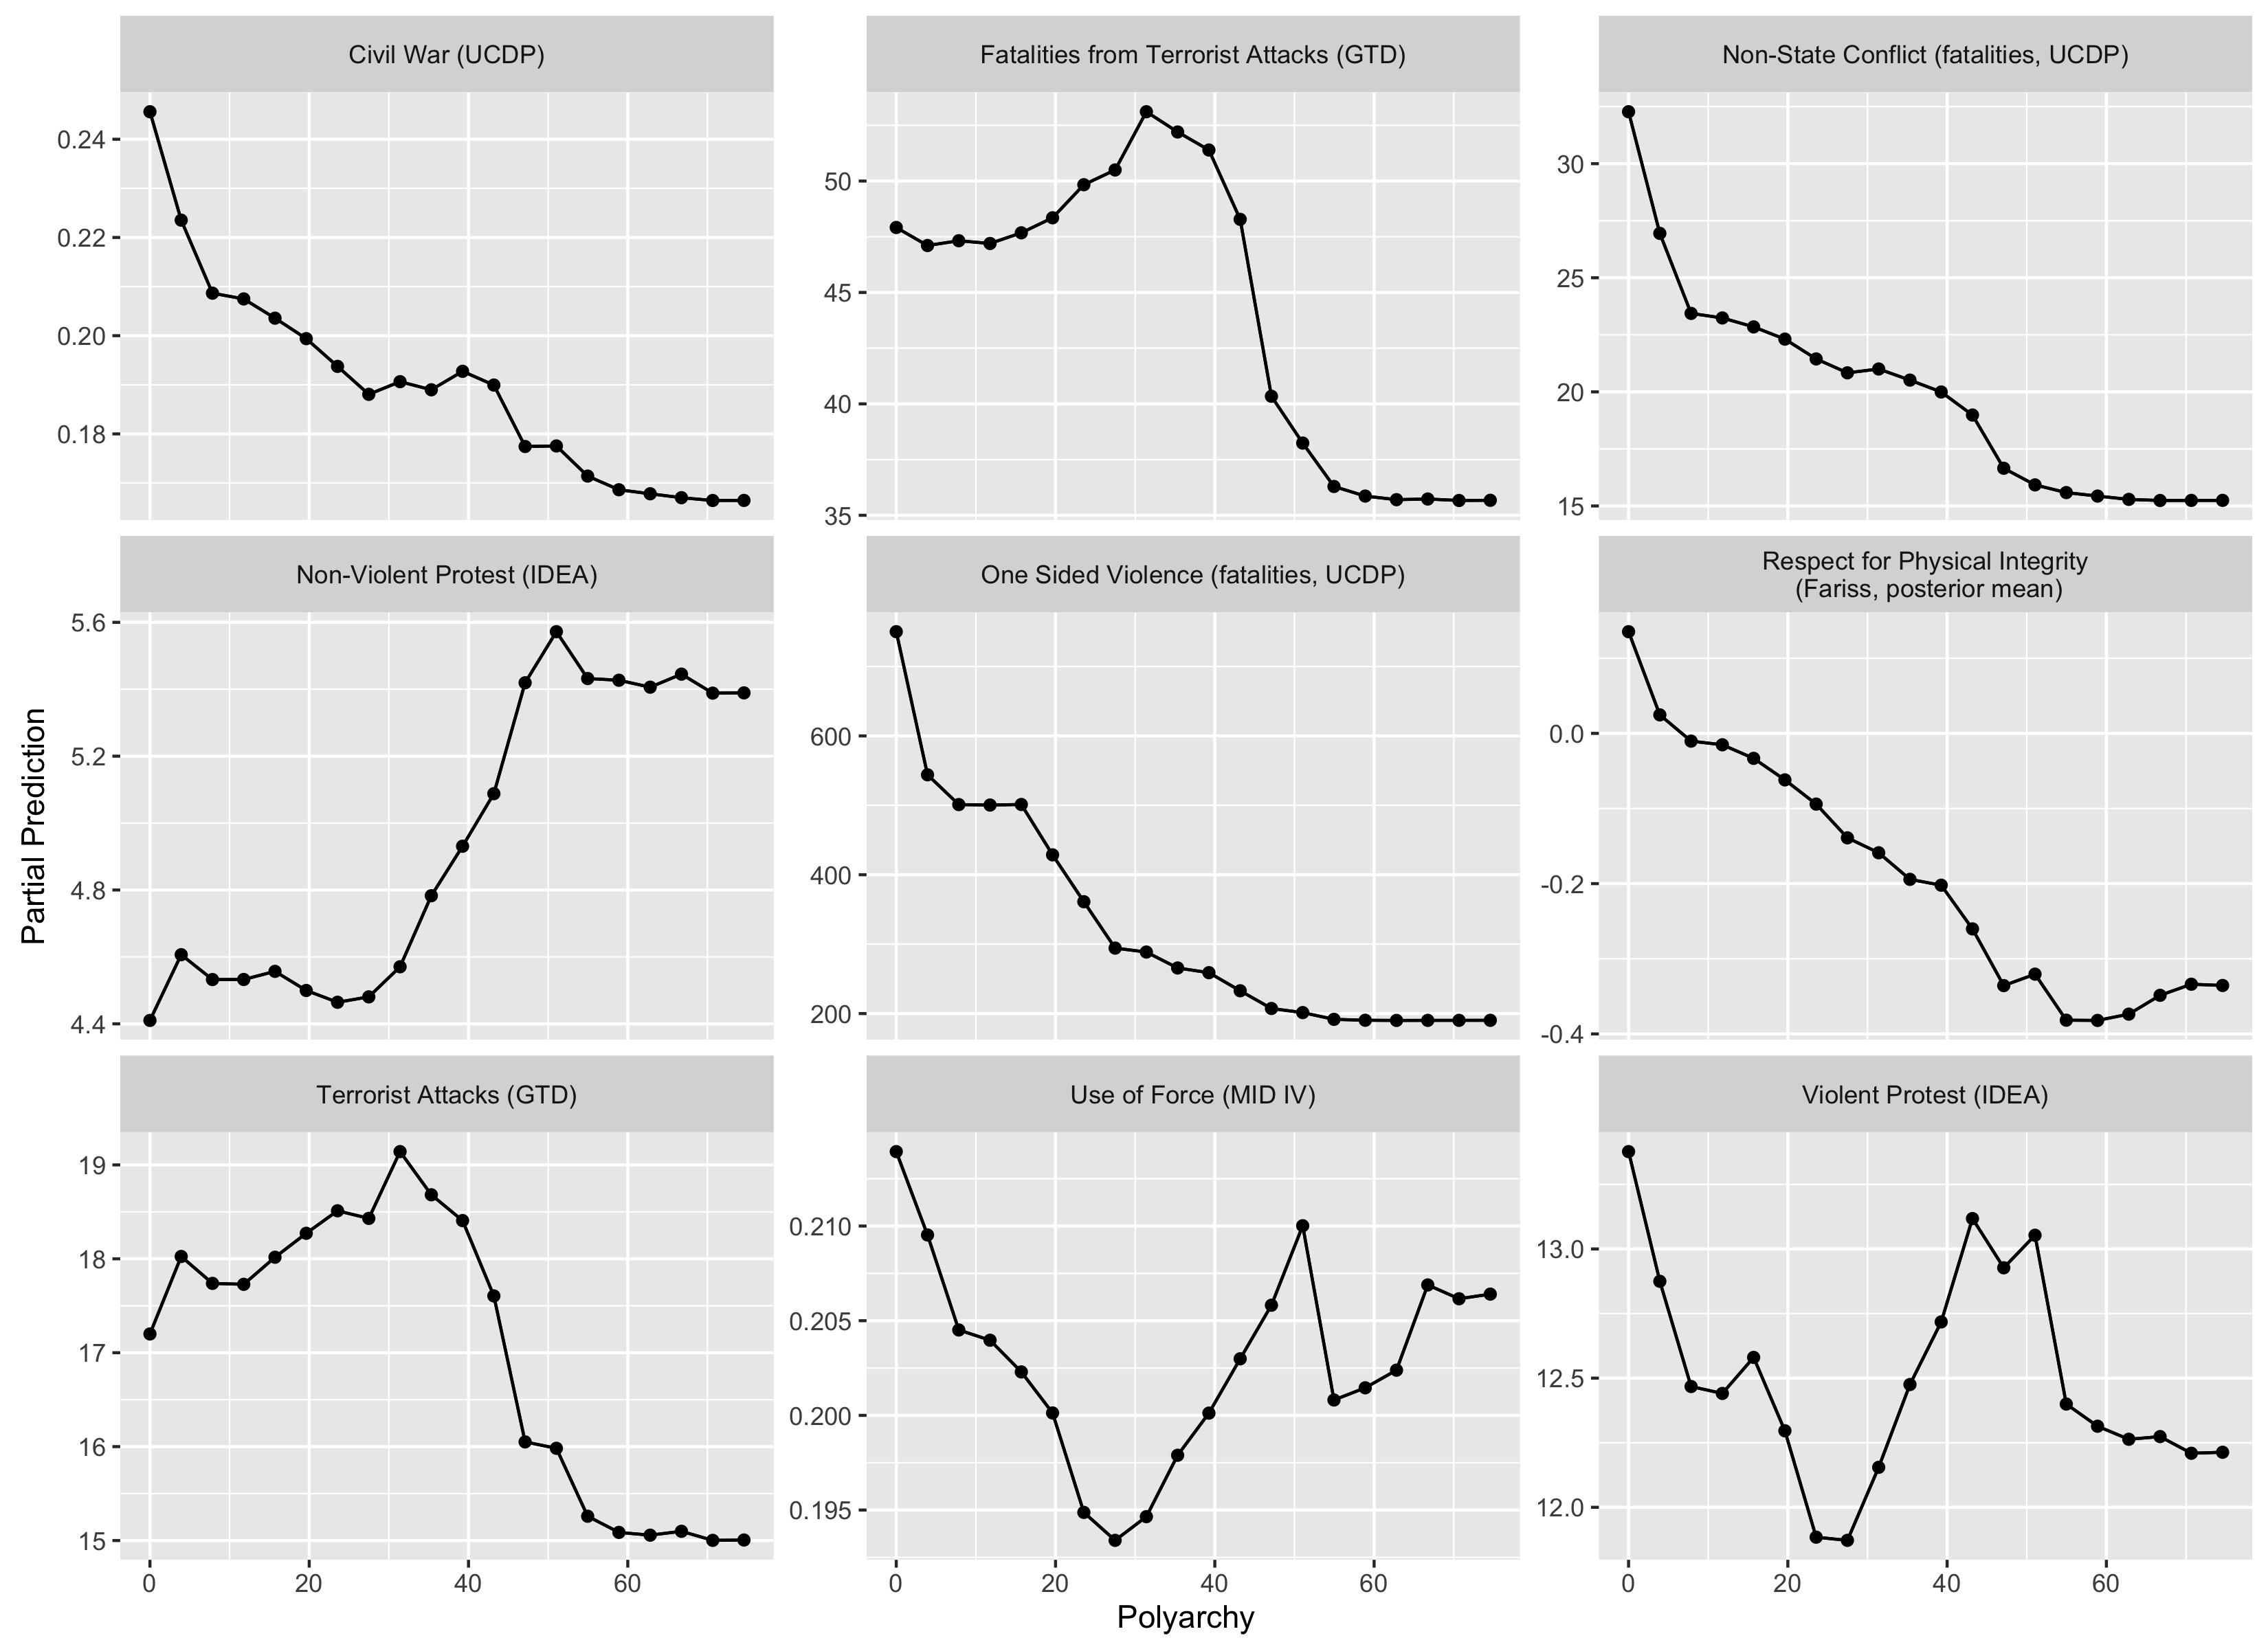 Civil War (UCDP)
Fatalities from Terrorist Attacks (GTD)
Non-State Conflict (fatalities, UCDP)
0.24
0.22
0.20
0.18
50
45
40
35
30
25
20
15
Non-Violent Protest (IDEA)
One Sided Violence (fatalities, UCDP)
Respect for Physical Integrity
(Fariss, posterior mean)
5.6
5.2
4.8
4.4
600
400
200
0.0
-0.2
-0.4
Partial Prediction
Terrorist Attacks (GTD)
Use of Force (MID IV)
Violent Protest (IDEA)
19
18
17
16
15
0.210
0.205
0.200
0.195
13.0
12.5
12.0
0 20 40 60
0 20 40 60
0 20 40 60
Polyarchy